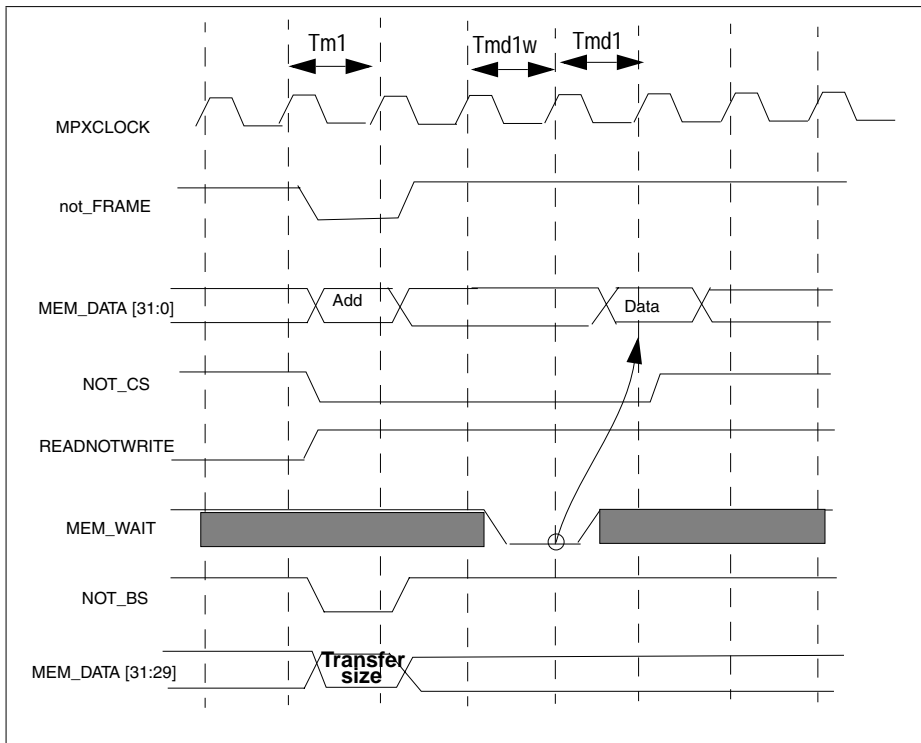 Tm1 Tmd1w Tmd1
MPXCLOCK
not_FRAME
MEM_DATA [31:0] Add Data
NOT_CS
READNOTWRITE
MEM_WAIT
NOT_BS
MEM_DATA [31:29] Transfer
size